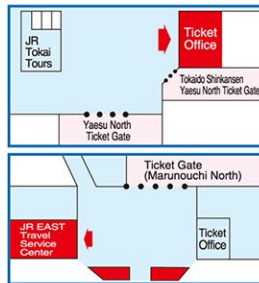 JR
Tokai
Tours
Ticket
Office
Tokaido Shinkansen
Yaesu North Ticket Gate
Yaesu North
Ticket Gate
Ticket Gate
(Marunouchi North)
JR EAST
Travel
Service
Center
Ticket
Office